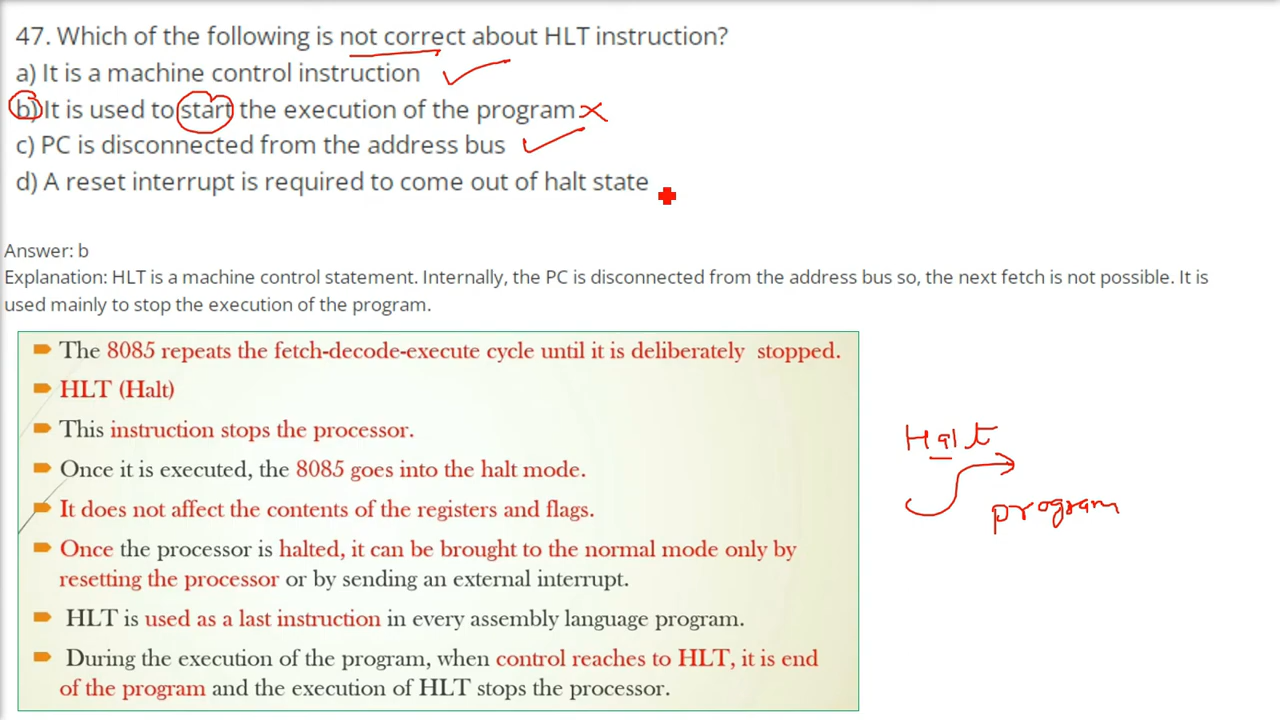 47. Which of the following is not correct about HLT instruction?
a) It is a machine control instruction
b) It is used to start the execution of the program
c) PC is disconnected from the address bus
d) A reset interrupt is required to come out of halt state
Answer: b
Explanation: HLT is a machine control statement. Internally, the PC is disconnected from the address bus so, the next fetch is not possible. It is
used mainly to stop the execution of the program.
The 8085 repeats the fetch-decode-execute cycle until it is deliberately stopped.
HLT (Halt)
This instruction stops the processor.
Once it is executed, the 8085 goes into the halt mode.
It does not affect the contents of the registers and flags.
Once the processor is halted, it can be brought to the normal mode only by
resetting the processor or by sending an external interrupt.
HLT is used as a last instruction in every assembly language program.
During the execution of the program, when control reaches to HLT, it is end
of the program and the execution of HLT stops the processor.
Halt
program